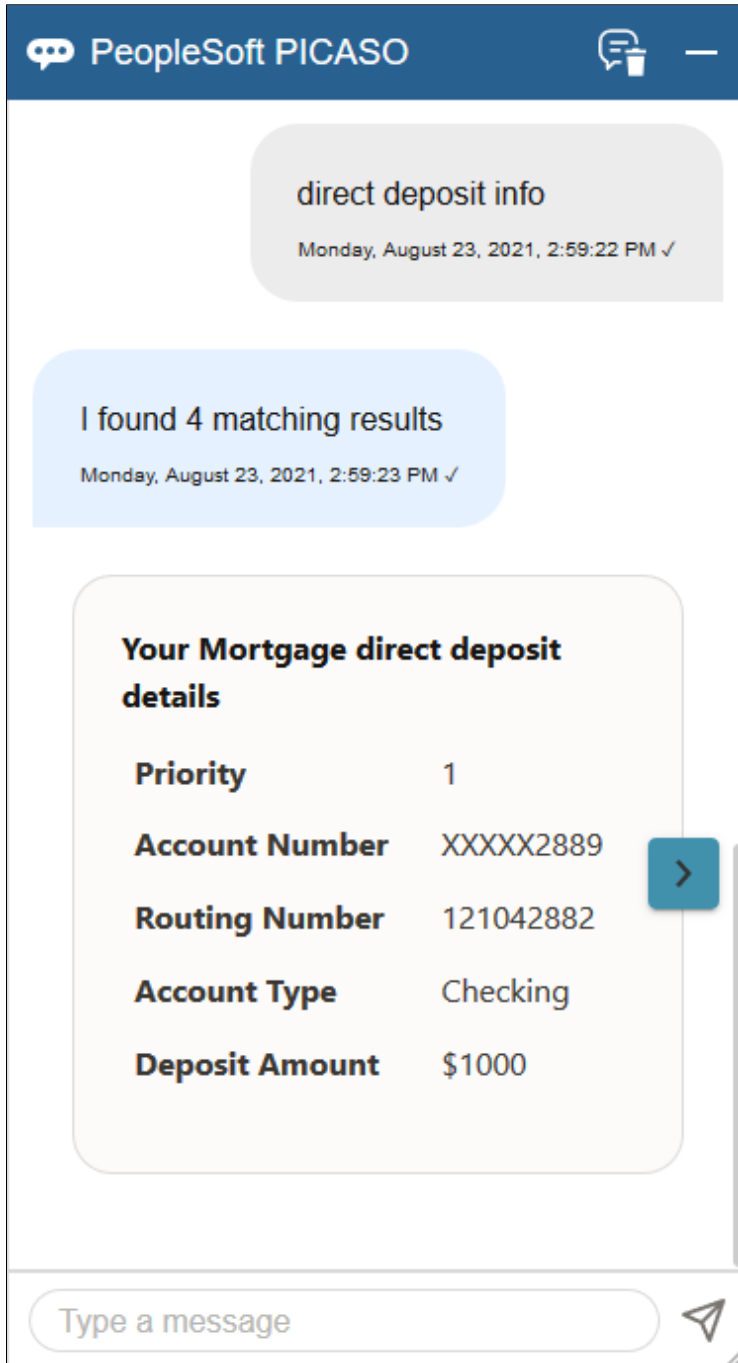 PeopleSoft PICASO
direct deposit info
Monday, August 23, 2021, 2:59:22 PM ✓
I found 4 matching results
Monday, August 23, 2021, 2:59:23 PM ✓
Your Mortgage direct deposit
details
Priority 1
Account Number XXXXX2889
Routing Number 121042882
Account Type Checking
Deposit Amount $1000
Type a message